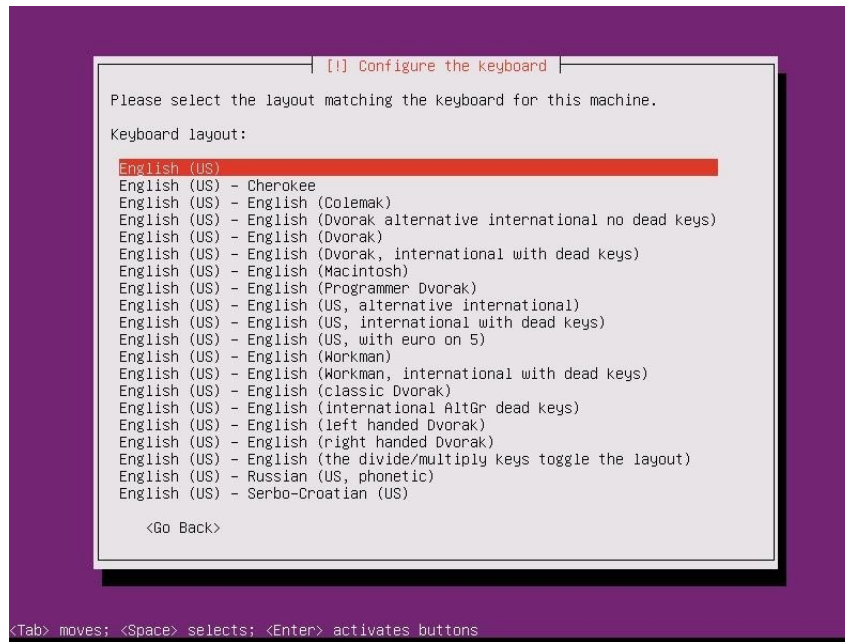 [!] Configure the keyboard
Please select the layout matching the keyboard for this machine.
Keyboard layout:
English (US)
English (US) – Cherokee
English (US) – English (Colemak)
English (US) – English (Dvorak alternative international no dead keys)
English (US) – English (Dvorak)
English (US) – English (Dvorak, international with dead keys)
English (US) – English (Macintosh)
English (US) – English (Programmer Dvorak)
English (US) – English (US, alternative international)
English (US) – English (US, international with dead keys)
English (US) – English (US, with euro on 5)
English (US) – English (Workman)
English (US) – English (Workman, international with dead keys)
English (US) – English (classic Dvorak)
English (US) – English (international AltGr dead keys)
English (US) – English (left handed Dvorak)
English (US) – English (right handed Dvorak)
English (US) – English (the divide/multiply keys toggle the layout)
English (US) – Russian (US, phonetic)
English (US) – Serbo–Croatian (US)
<Go Back>
<Tab> moves; <Space> selects; <Enter> activates buttons